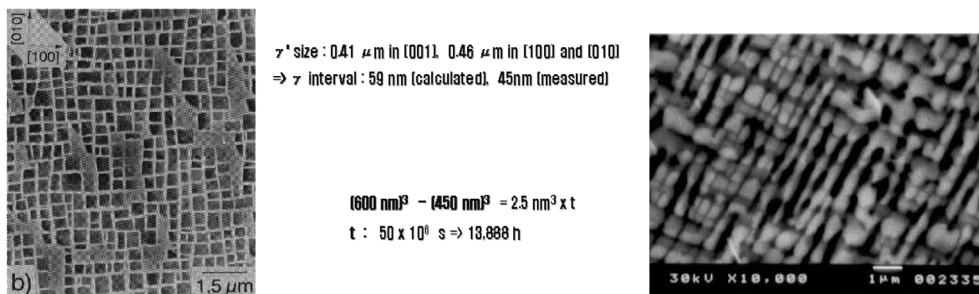 [010]
[100]
b)
1,5 μm
γ' size : 0.41 μm in [001], 0.46 μm in [100] and [010]
⇒ γ interval : 59 nm (calculated), 45nm (measured)
(600 nm)³ - (450 nm)³ = 2.5 nm³ x t
t : 50 x 10⁶ s => 13,888 h
30kV X10,000 1μm 002335